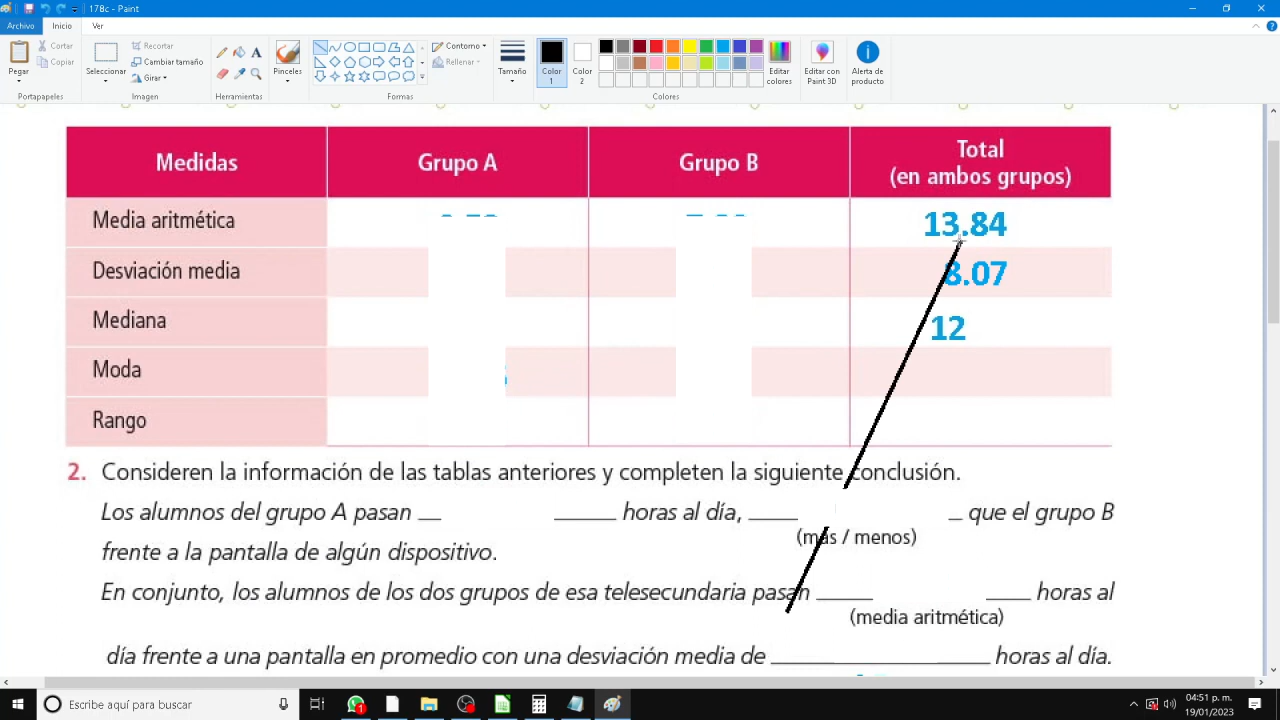 178c - Paint
Archivo Inicio Ver
Pegar
Cortar
Copiar
Portapapeles
Seleccionar
Recortar
Cambiar tamaño
Girar
Imagen
Herramientas
Pinceles
Contorno
Rellenar
Formas
Tamaño
Color 1
Color 2
Colores
Editar colores
Editar con Paint 3D
Alerta de producto
Medidas Grupo A Grupo B Total (en ambos grupos)
Media aritmética 13.84
Desviación media 8.07
Mediana 12
Moda
Rango
2. Consideren la información de las tablas anteriores y completen la siguiente conclusión.
Los alumnos del grupo A pasan __ _____ horas al día, ____ _ que el grupo B
(más / menos)
frente a la pantalla de algún dispositivo.
En conjunto, los alumnos de los dos grupos de esa telesecundaria pasan _____ ____ horas al
(media aritmética)
día frente a una pantalla en promedio con una desviación media de __________________ horas al día.
Escribe aquí para buscar
04:51 p. m.
19/01/2023